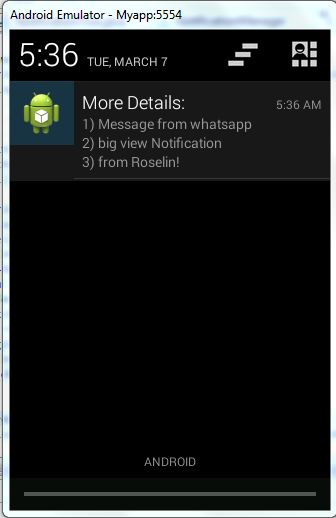 Android Emulator - Myapp:5554
5:36 TUE, MARCH 7
More Details: 5:36 AM
1) Message from whatsapp
2) big view Notification
3) from Roselin!
ANDROID